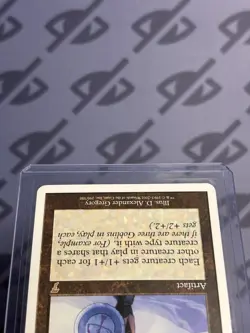 Artifact
Each creature gets +1/+1 for each
other creature in play that shares a
creature type with it. (For example,
if there are three Goblins in play, each
gets +2/+2.)
Illus. D. Alexander Gregory